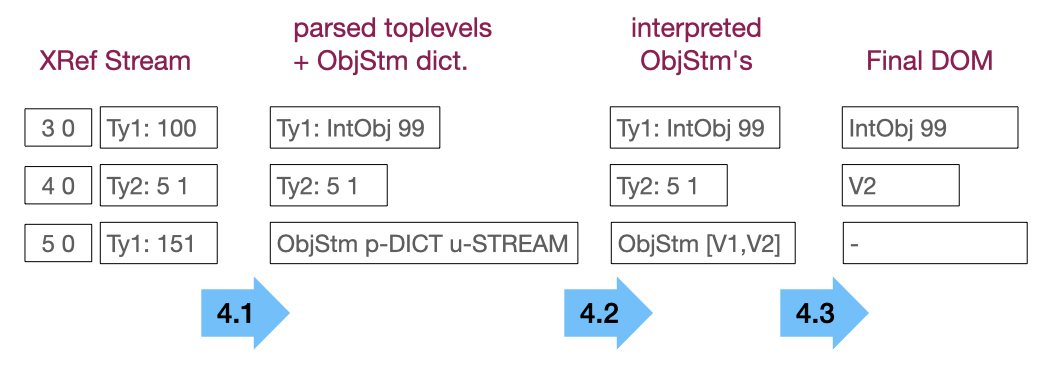 XRef Stream
parsed toplevels
+ ObjStm dict.
interpreted
ObjStm's
Final DOM
3 0 Ty1: 100 Ty1: IntObj 99 Ty1: IntObj 99 IntObj 99
4 0 Ty2: 5 1 Ty2: 5 1 Ty2: 5 1 V2
5 0 Ty1: 151 ObjStm p-DICT u-STREAM ObjStm [V1,V2] -
4.1 4.2 4.3